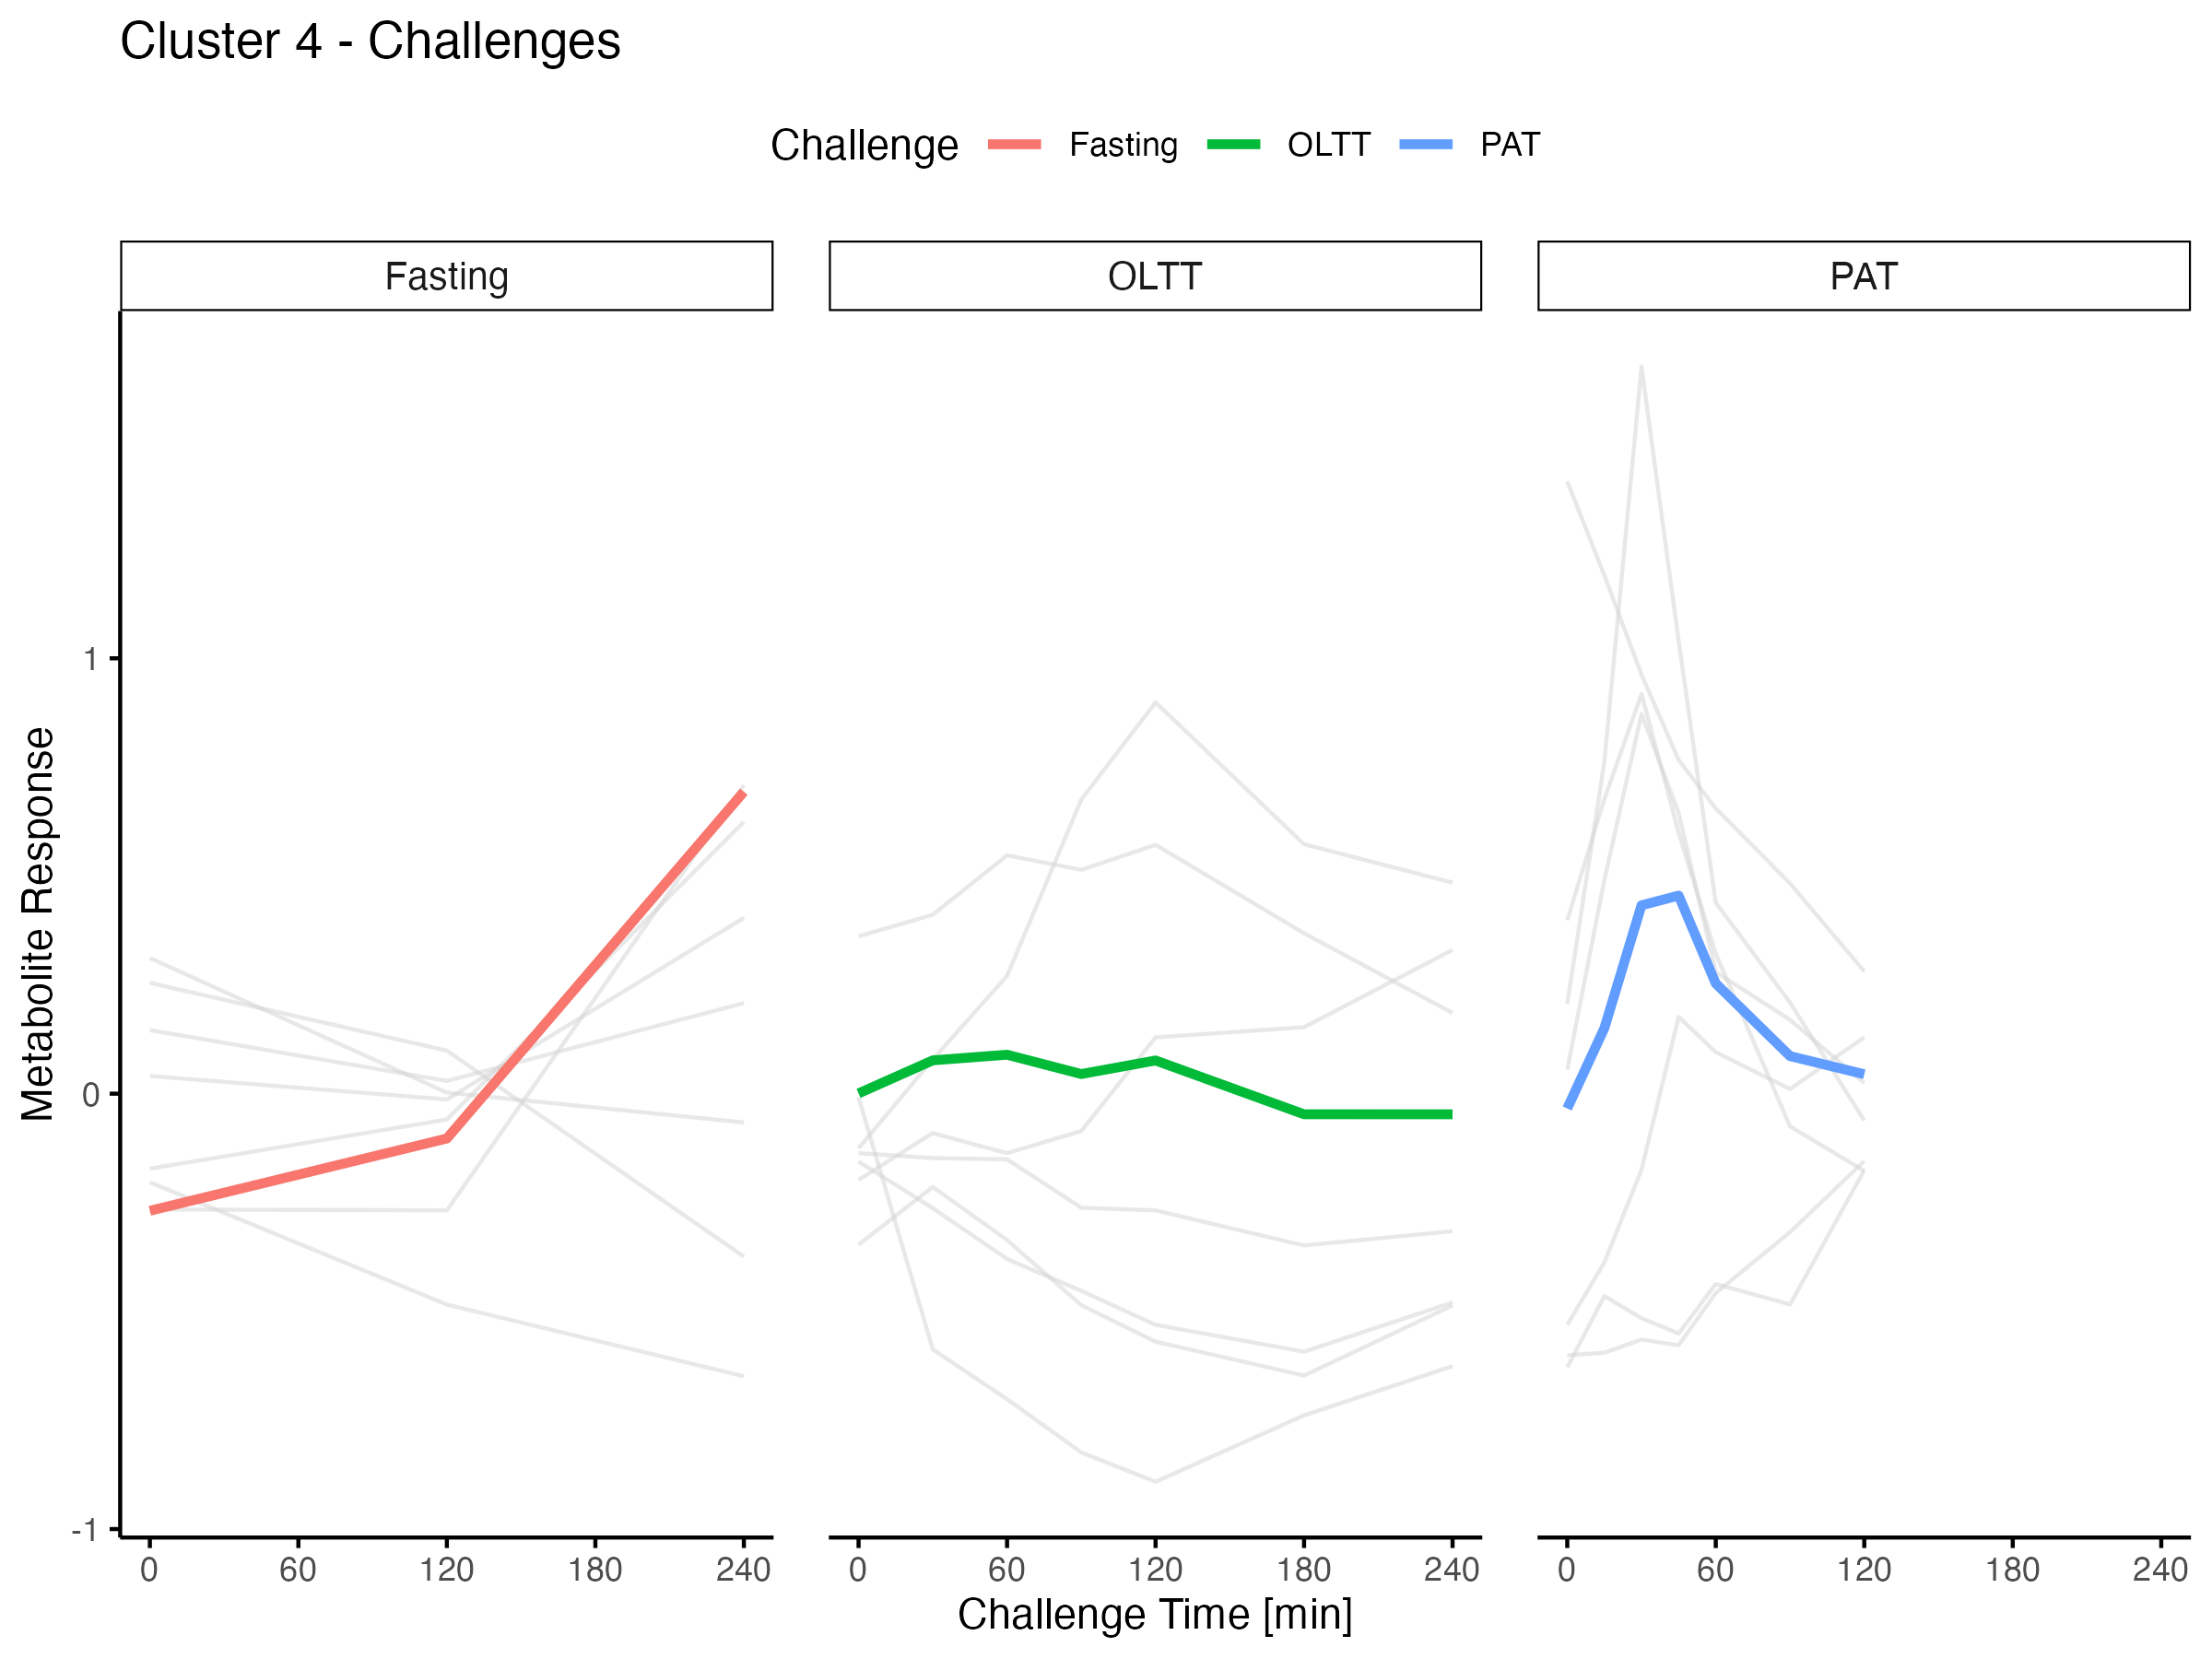 Cluster 4 - Challenges
Challenge Fasting OLTT PAT
Fasting OLTT PAT
Metabolite Response
1
0
-1
0 60 120 180 240 0 60 120 180 240 0 60 120 180 240
Challenge Time [min]